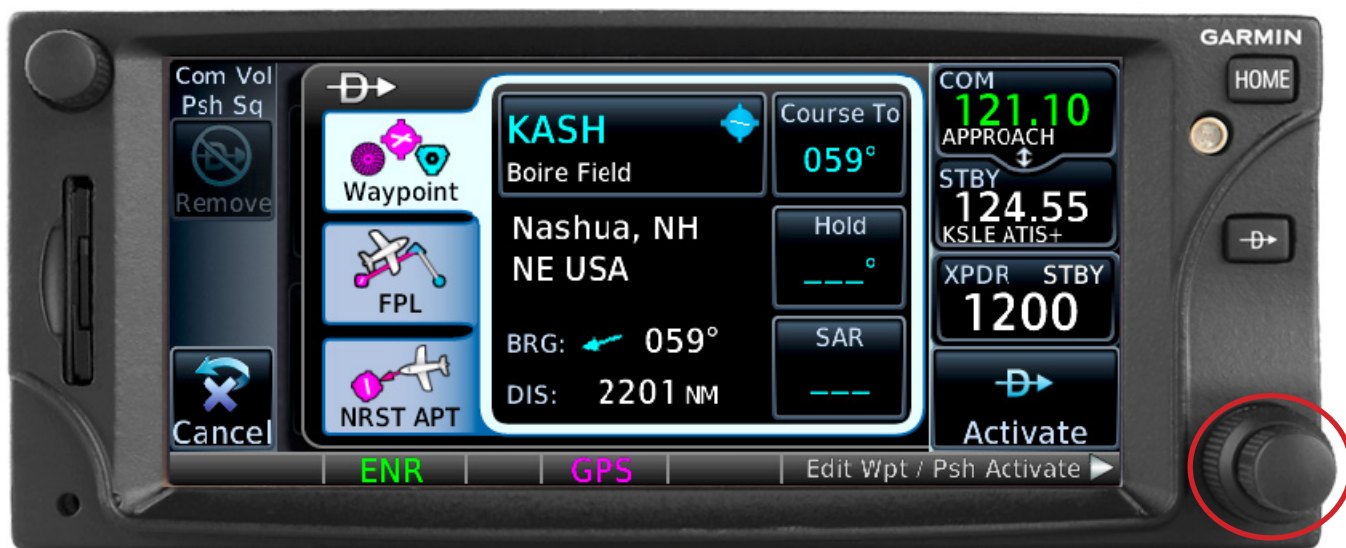 GARMIN
HOME
Com Vol
Psh Sq
Remove
Cancel
Waypoint
FPL
NRST APT
KASH
Boire Field
Nashua, NH
NE USA
BRG: 059°
DIS: 2201 NM
Course To
059°
Hold
___°
SAR
___
COM
121.10
APPROACH
STBY
124.55
KSLE ATIS+
XPDR STBY
1200
Activate
ENR
GPS
Edit Wpt / Psh Activate